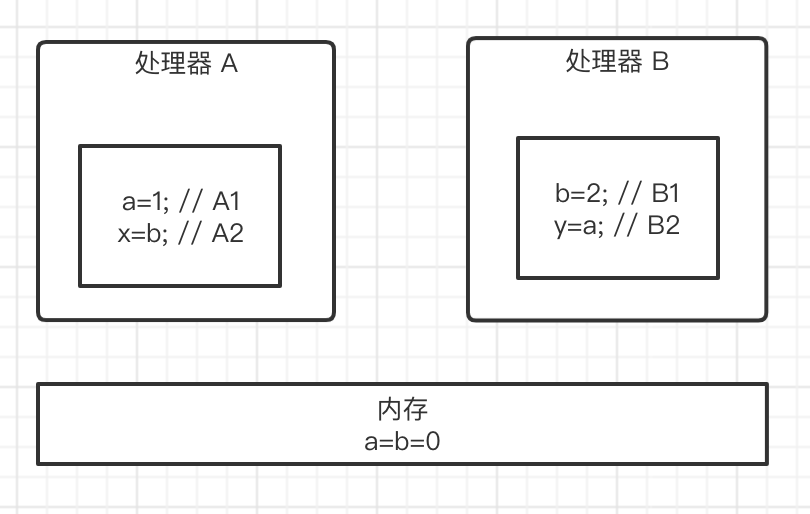 处理器 A
a=1; // A1
x=b; // A2
处理器 B
b=2; // B1
y=a; // B2
内存
a=b=0